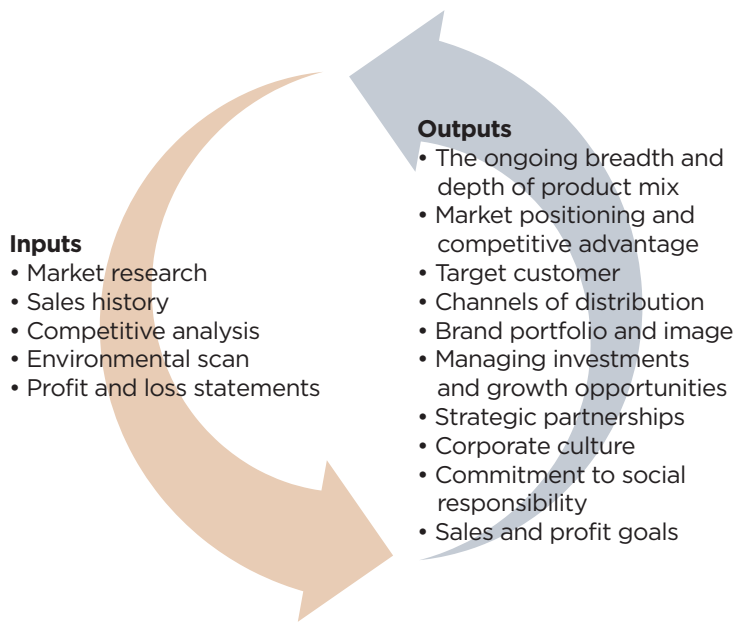 Inputs
• Market research
• Sales history
• Competitive analysis
• Environmental scan
• Profit and loss statements
Outputs
• The ongoing breadth and
depth of product mix
• Market positioning and
competitive advantage
• Target customer
• Channels of distribution
• Brand portfolio and image
• Managing investments
and growth opportunities
• Strategic partnerships
• Corporate culture
• Commitment to social
responsibility
• Sales and profit goals